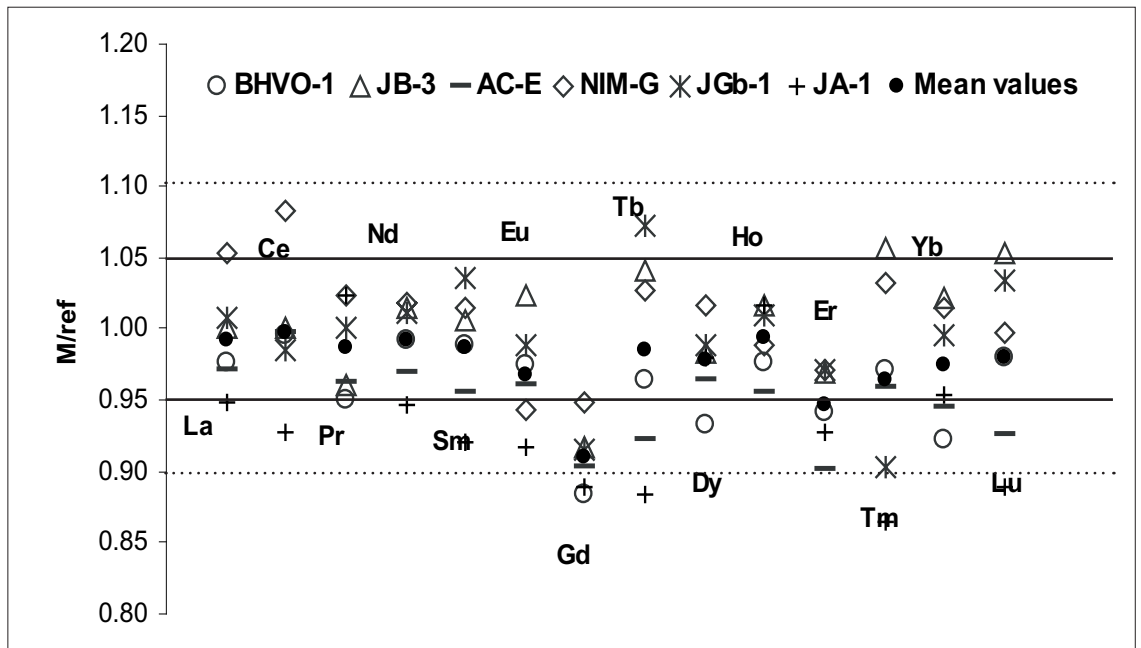 1.20
BHVO-1 JB-3 AC-E NIM-G JGb-1 JA-1 Mean values
1.15
1.10
Tb
Nd Eu Ho
Ce Yb
1.05
M/ref
1.00
Er
0.95
La Pr Sm
0.90
Dy Lu
Tm
0.85
Gd
0.80